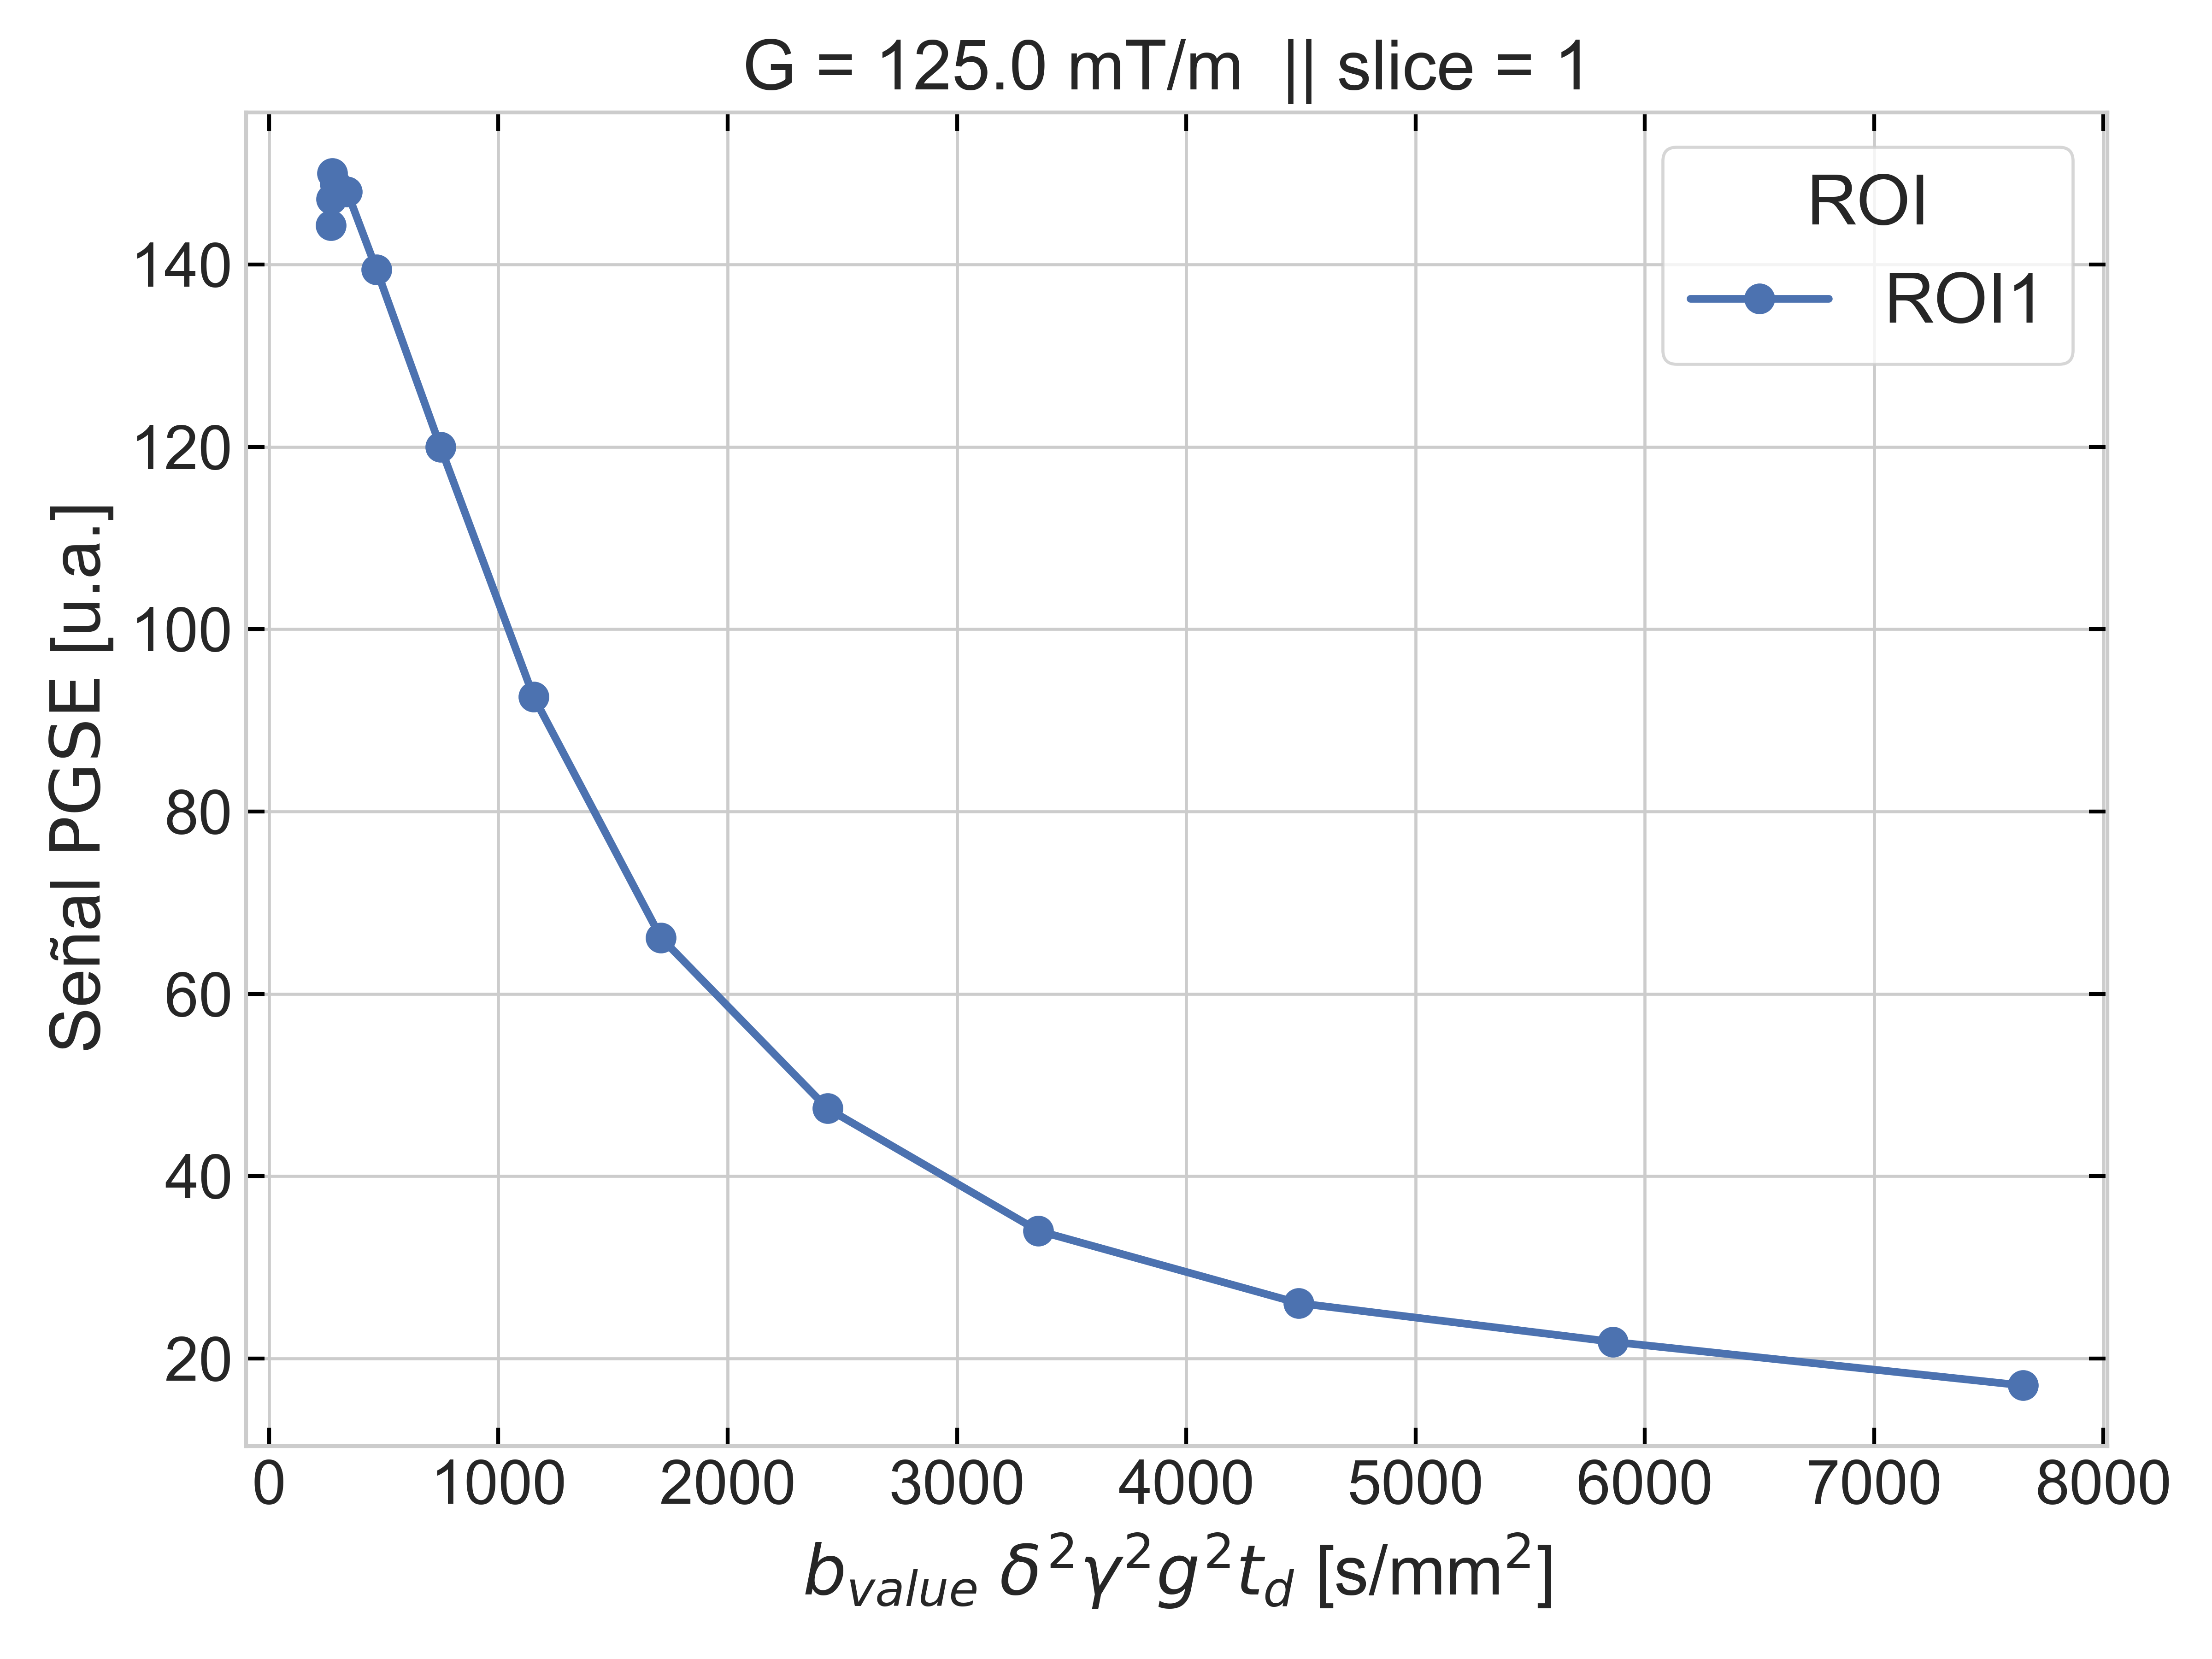 G = 125.0 mT/m || slice = 1
ROI
ROI1
Señal PGSE [u.a.]
140
120
100
80
60
40
20
0 1000 2000 3000 4000 5000 6000 7000 8000
b_value δ²γ²g²t_d [s/mm²]